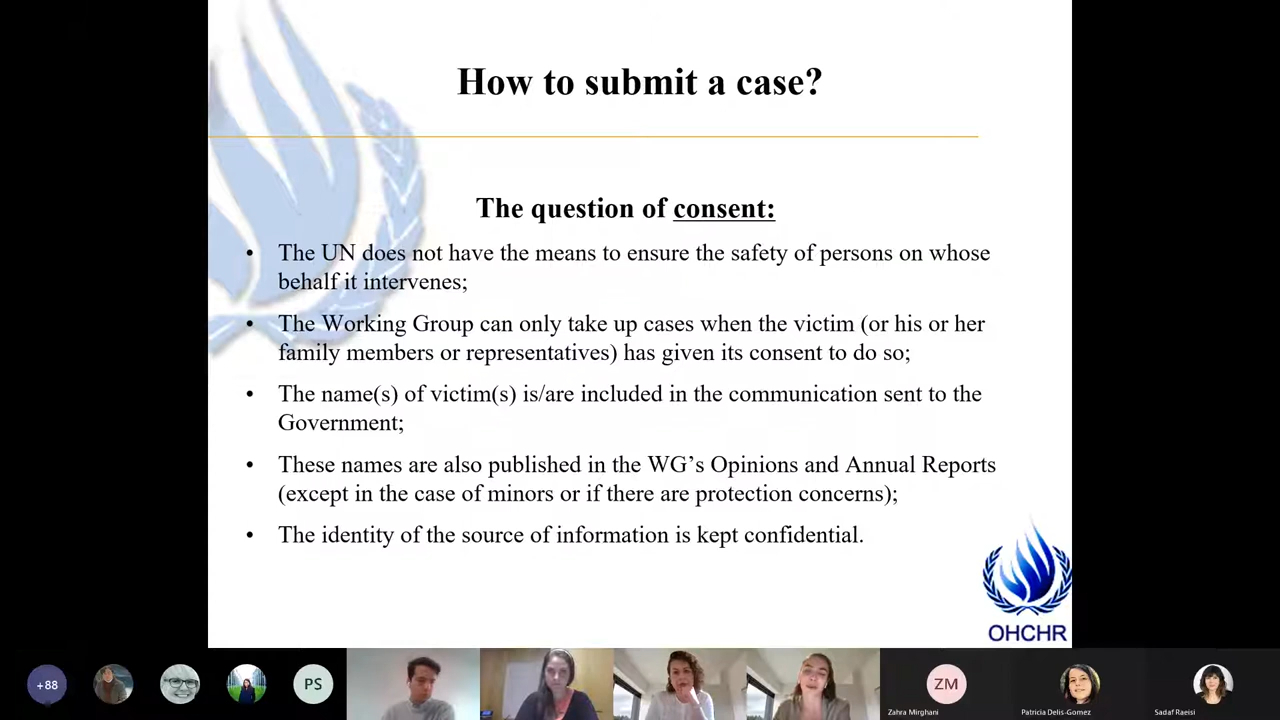 How to submit a case?
The question of consent:
• The UN does not have the means to ensure the safety of persons on whose
behalf it intervenes;
• The Working Group can only take up cases when the victim (or his or her
family members or representatives) has given its consent to do so;
• The name(s) of victim(s) is/are included in the communication sent to the
Government;
• These names are also published in the WG's Opinions and Annual Reports
(except in the case of minors or if there are protection concerns);
• The identity of the source of information is kept confidential.
OHCHR
+88
PS
ZM
Zahra Mirghani
Patricia Delis-Gomez
Sadaf Raeisi